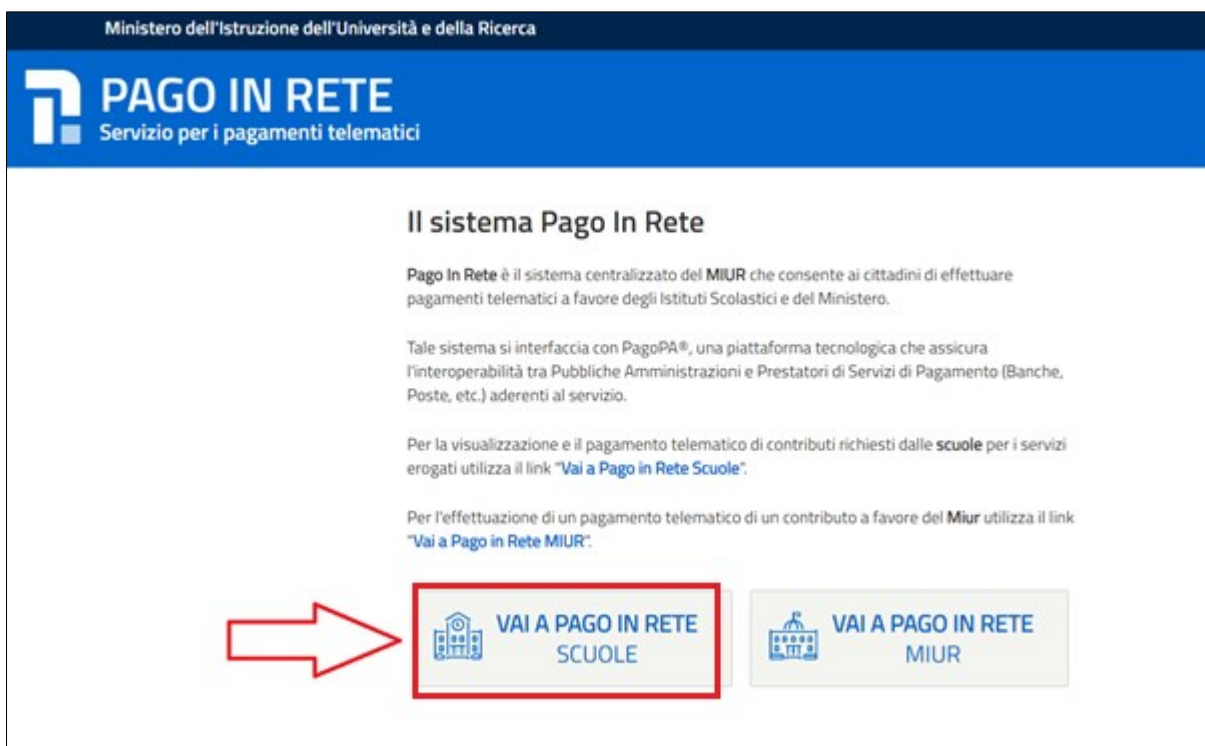 Ministero dell'Istruzione dell'Università e della Ricerca
PAGO IN RETE
Servizio per i pagamenti telematici
Il sistema Pago In Rete
Pago In Rete è il sistema centralizzato del MIUR che consente ai cittadini di effettuare
pagamenti telematici a favore degli Istituti Scolastici e del Ministero.
Tale sistema si interfaccia con PagoPA®, una piattaforma tecnologica che assicura
l'interoperabilità tra Pubbliche Amministrazioni e Prestatori di Servizi di Pagamento (Banche,
Poste, etc.) aderenti al servizio.
Per la visualizzazione e il pagamento telematico di contributi richiesti dalle scuole per i servizi
erogati utilizza il link "Vai a Pago in Rete Scuole".
Per l'effettuazione di un pagamento telematico di un contributo a favore del Miur utilizza il link
"Vai a Pago in Rete MIUR".
VAI A PAGO IN RETE
SCUOLE
VAI A PAGO IN RETE
MIUR